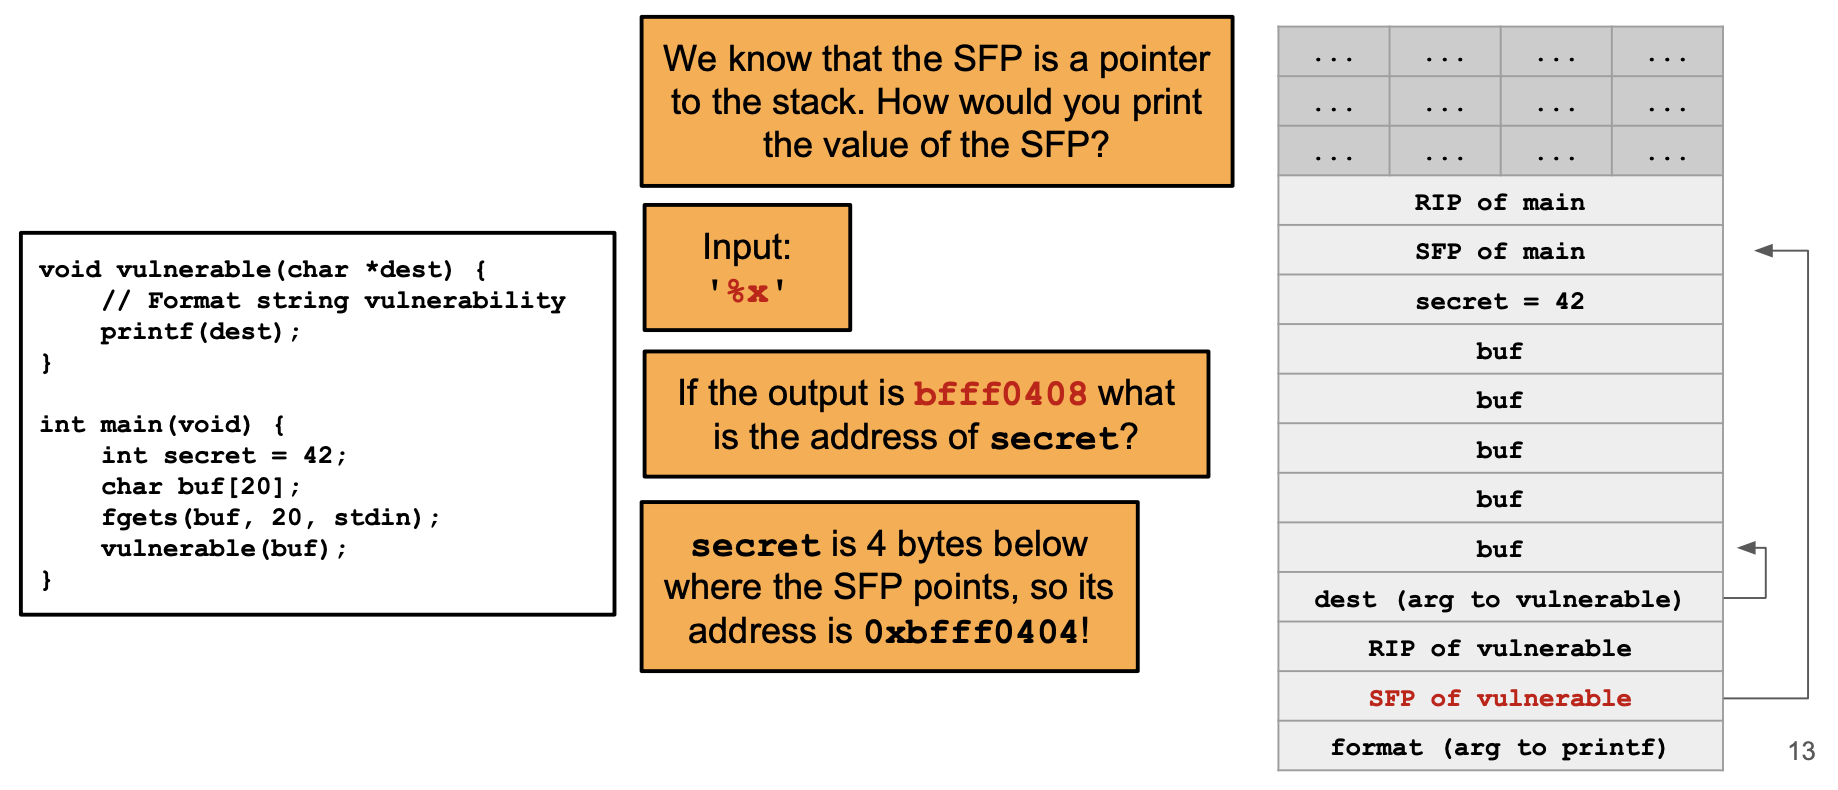 We know that the SFP is a pointer
to the stack. How would you print
the value of the SFP?
void vulnerable(char *dest) {
    // Format string vulnerability
    printf(dest);
}
int main(void) {
    int secret = 42;
    char buf[20];
    fgets(buf, 20, stdin);
    vulnerable(buf);
}
Input:
'%x'
If the output is bfff0408 what
is the address of secret?
secret is 4 bytes below
where the SFP points, so its
address is 0xbfff0404!
... ... ... ...
... ... ... ...
... ... ... ...
RIP of main
SFP of main
secret = 42
buf
buf
buf
buf
buf
dest (arg to vulnerable)
RIP of vulnerable
SFP of vulnerable
format (arg to printf)
13